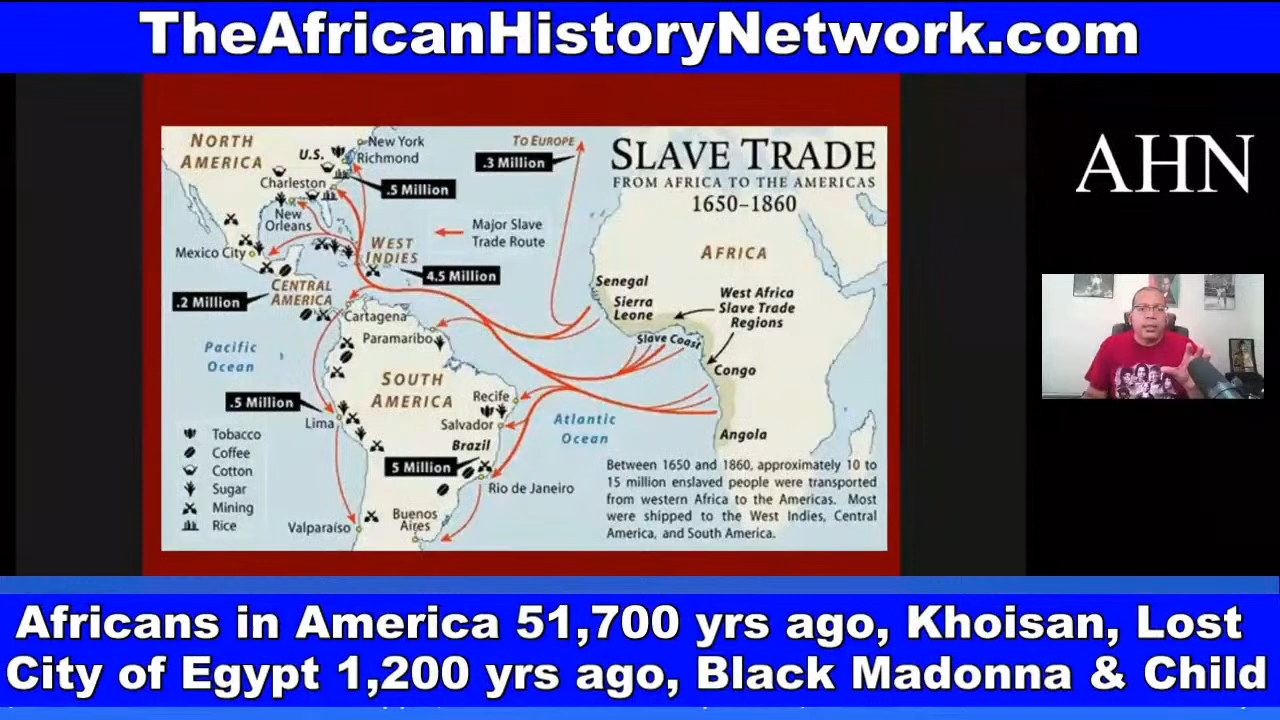 TheAfricanHistoryNetwork.com
AHN
SLAVE TRADE
FROM AFRICA TO THE AMERICAS
1650–1860
NORTH
AMERICA
U.S.
New York
Richmond
Charleston
.5 Million
New
Orleans
Mexico City
TO EUROPE
.3 Million
Major Slave
Trade Route
WEST
INDIES
4.5 Million
CENTRAL
AMERICA
.2 Million
Cartagena
Paramaribo
Pacific
Ocean
SOUTH
AMERICA
.5 Million
Lima
Recife
Salvador
Brazil
5 Million
Rio de Janeiro
Buenos
Aires
Valparaíso
Atlantic
Ocean
AFRICA
Senegal
Sierra
Leone
West Africa
Slave Trade
Regions
Slave Coast
Congo
Angola
Tobacco
Coffee
Cotton
Sugar
Mining
Rice
Between 1650 and 1860, approximately 10 to
15 million enslaved people were transported
from western Africa to the Americas. Most
were shipped to the West Indies, Central
America, and South America.
Africans in America 51,700 yrs ago, Khoisan, Lost
City of Egypt 1,200 yrs ago, Black Madonna & Child